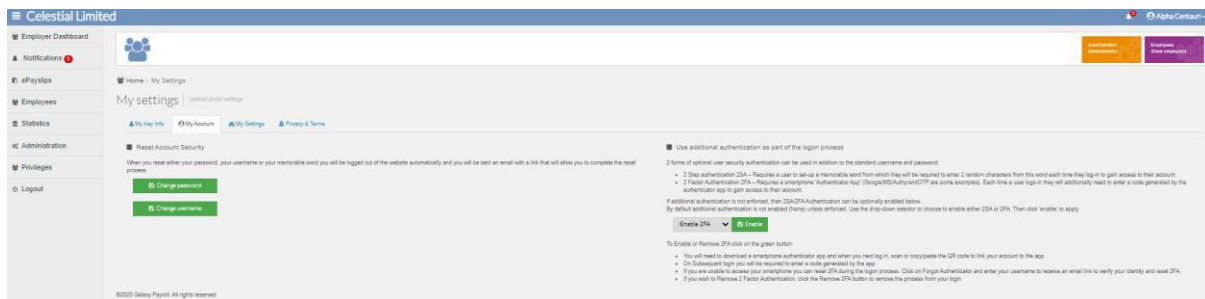 Celestial Limited
Alpha Centauri
Employer Dashboard
Notifications
ePayslips
Employees
Statistics
Administration
Privileges
Logout
Administration
Administration
Employees
Show employees
Home › My Settings
My settings
various portal settings
My Key Info
My Account
My Settings
Privacy & Terms
Reset Account Security
When you reset either your password, your username or your memorable word you will be logged out of the website automatically and you will be sent an email with a link that will allow you to complete the reset
process:
Change password
Change username
Use additional authentication as part of the logon process
2 forms of optional user security authentication can be used in addition to the standard username and password:
2 Step authentication 2SA – Requires a user to set-up a memorable word from which they will be required to enter 2 random characters from this word each time they log-in to gain access to their account.
2 Factor Authentication 2FA – Requires a smartphone 'Authenticator App' (Google/MS/Authy/andOTP are some examples). Each time a user logs-in they will additionally need to enter a code generated by the
authenticator app to gain access to their account.
If additional authentication is not enforced, then 2SA/2FA Authentication can be optionally enabled below.
By default additional authentication is not enabled (None) unless enforced. Use the drop-down selector to choose to enable either 2SA or 2FA. Then click 'enable' to apply.
Enable 2FA
Enable
To Enable or Remove 2FA click on the green button:
You will need to download a smartphone authenticator app and when you next log in, scan or copy/paste the QR code to link your account to the app.
On Subsequent login you will be required to enter a code generated by the app.
If you are unable to access your smartphone you can reset 2FA during the logon process. Click on Forgot Authenticator and enter your username to receive an email link to verify your identity and reset 2FA.
If you wish to Remove 2 Factor Authentication, click the Remove 2FA button to remove the process from your login
©2020 Galaxy Payroll. All rights reserved.